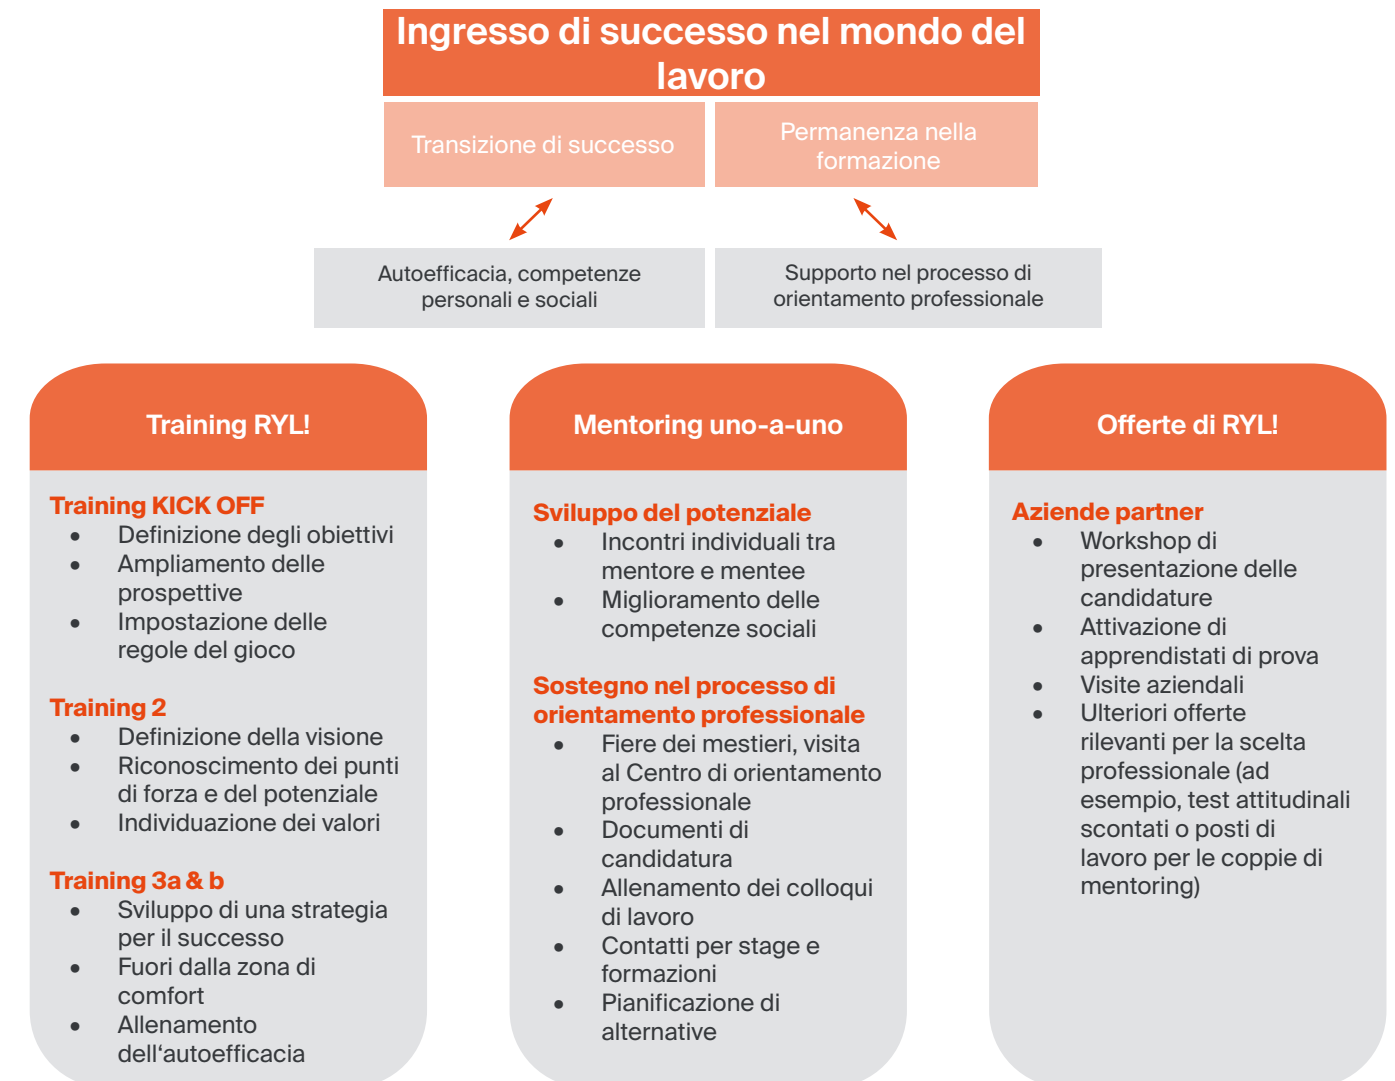 Ingresso di successo nel mondo del
lavoro
Transizione di successo
Permanenza nella
formazione
Autoefficacia, competenze
personali e sociali
Supporto nel processo di
orientamento professionale
Training RYL!
Training KICK OFF
• Definizione degli obiettivi
• Ampliamento delle
prospettive
• Impostazione delle
regole del gioco
Training 2
• Definizione della visione
• Riconoscimento dei punti
di forza e del potenziale
• Individuazione dei valori
Training 3a & b
• Sviluppo di una strategia
per il successo
• Fuori dalla zona di
comfort
• Allenamento
dell‘autoefficacia
Mentoring uno-a-uno
Sviluppo del potenziale
• Incontri individuali tra
mentore e mentee
• Miglioramento delle
competenze sociali
Sostegno nel processo di
orientamento professionale
• Fiere dei mestieri, visita
al Centro di orientamento
professionale
• Documenti di
candidatura
• Allenamento dei colloqui
di lavoro
• Contatti per stage e
formazioni
• Pianificazione di
alternative
Offerte di RYL!
Aziende partner
• Workshop di
presentazione delle
candidature
• Attivazione di
apprendistati di prova
• Visite aziendali
• Ulteriori offerte
rilevanti per la scelta
professionale (ad
esempio, test attitudinali
scontati o posti di
lavoro per le coppie di
mentoring)